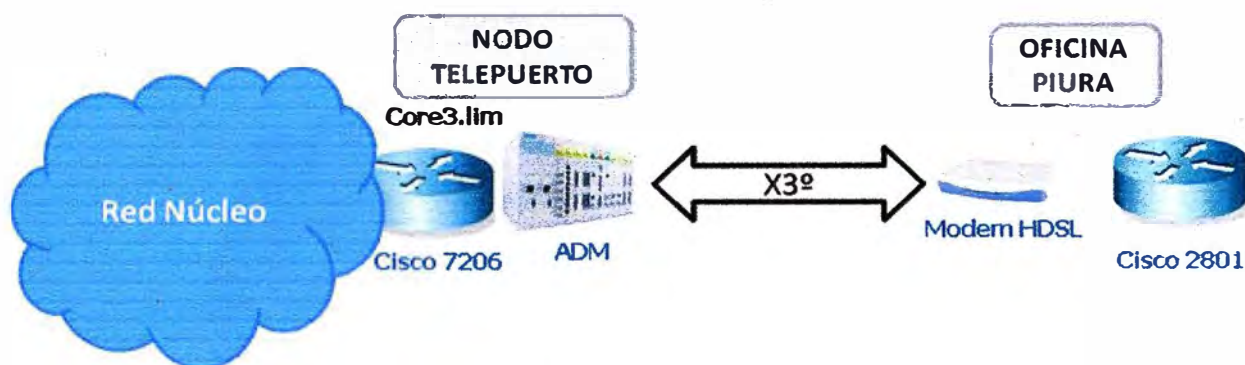 NODO
TELEPUERTO
OFICINA
PIURA
Core3.lim
Red Núcleo
X3º
Cisco 7206
ADM
Modem HDSL
Cisco 2801